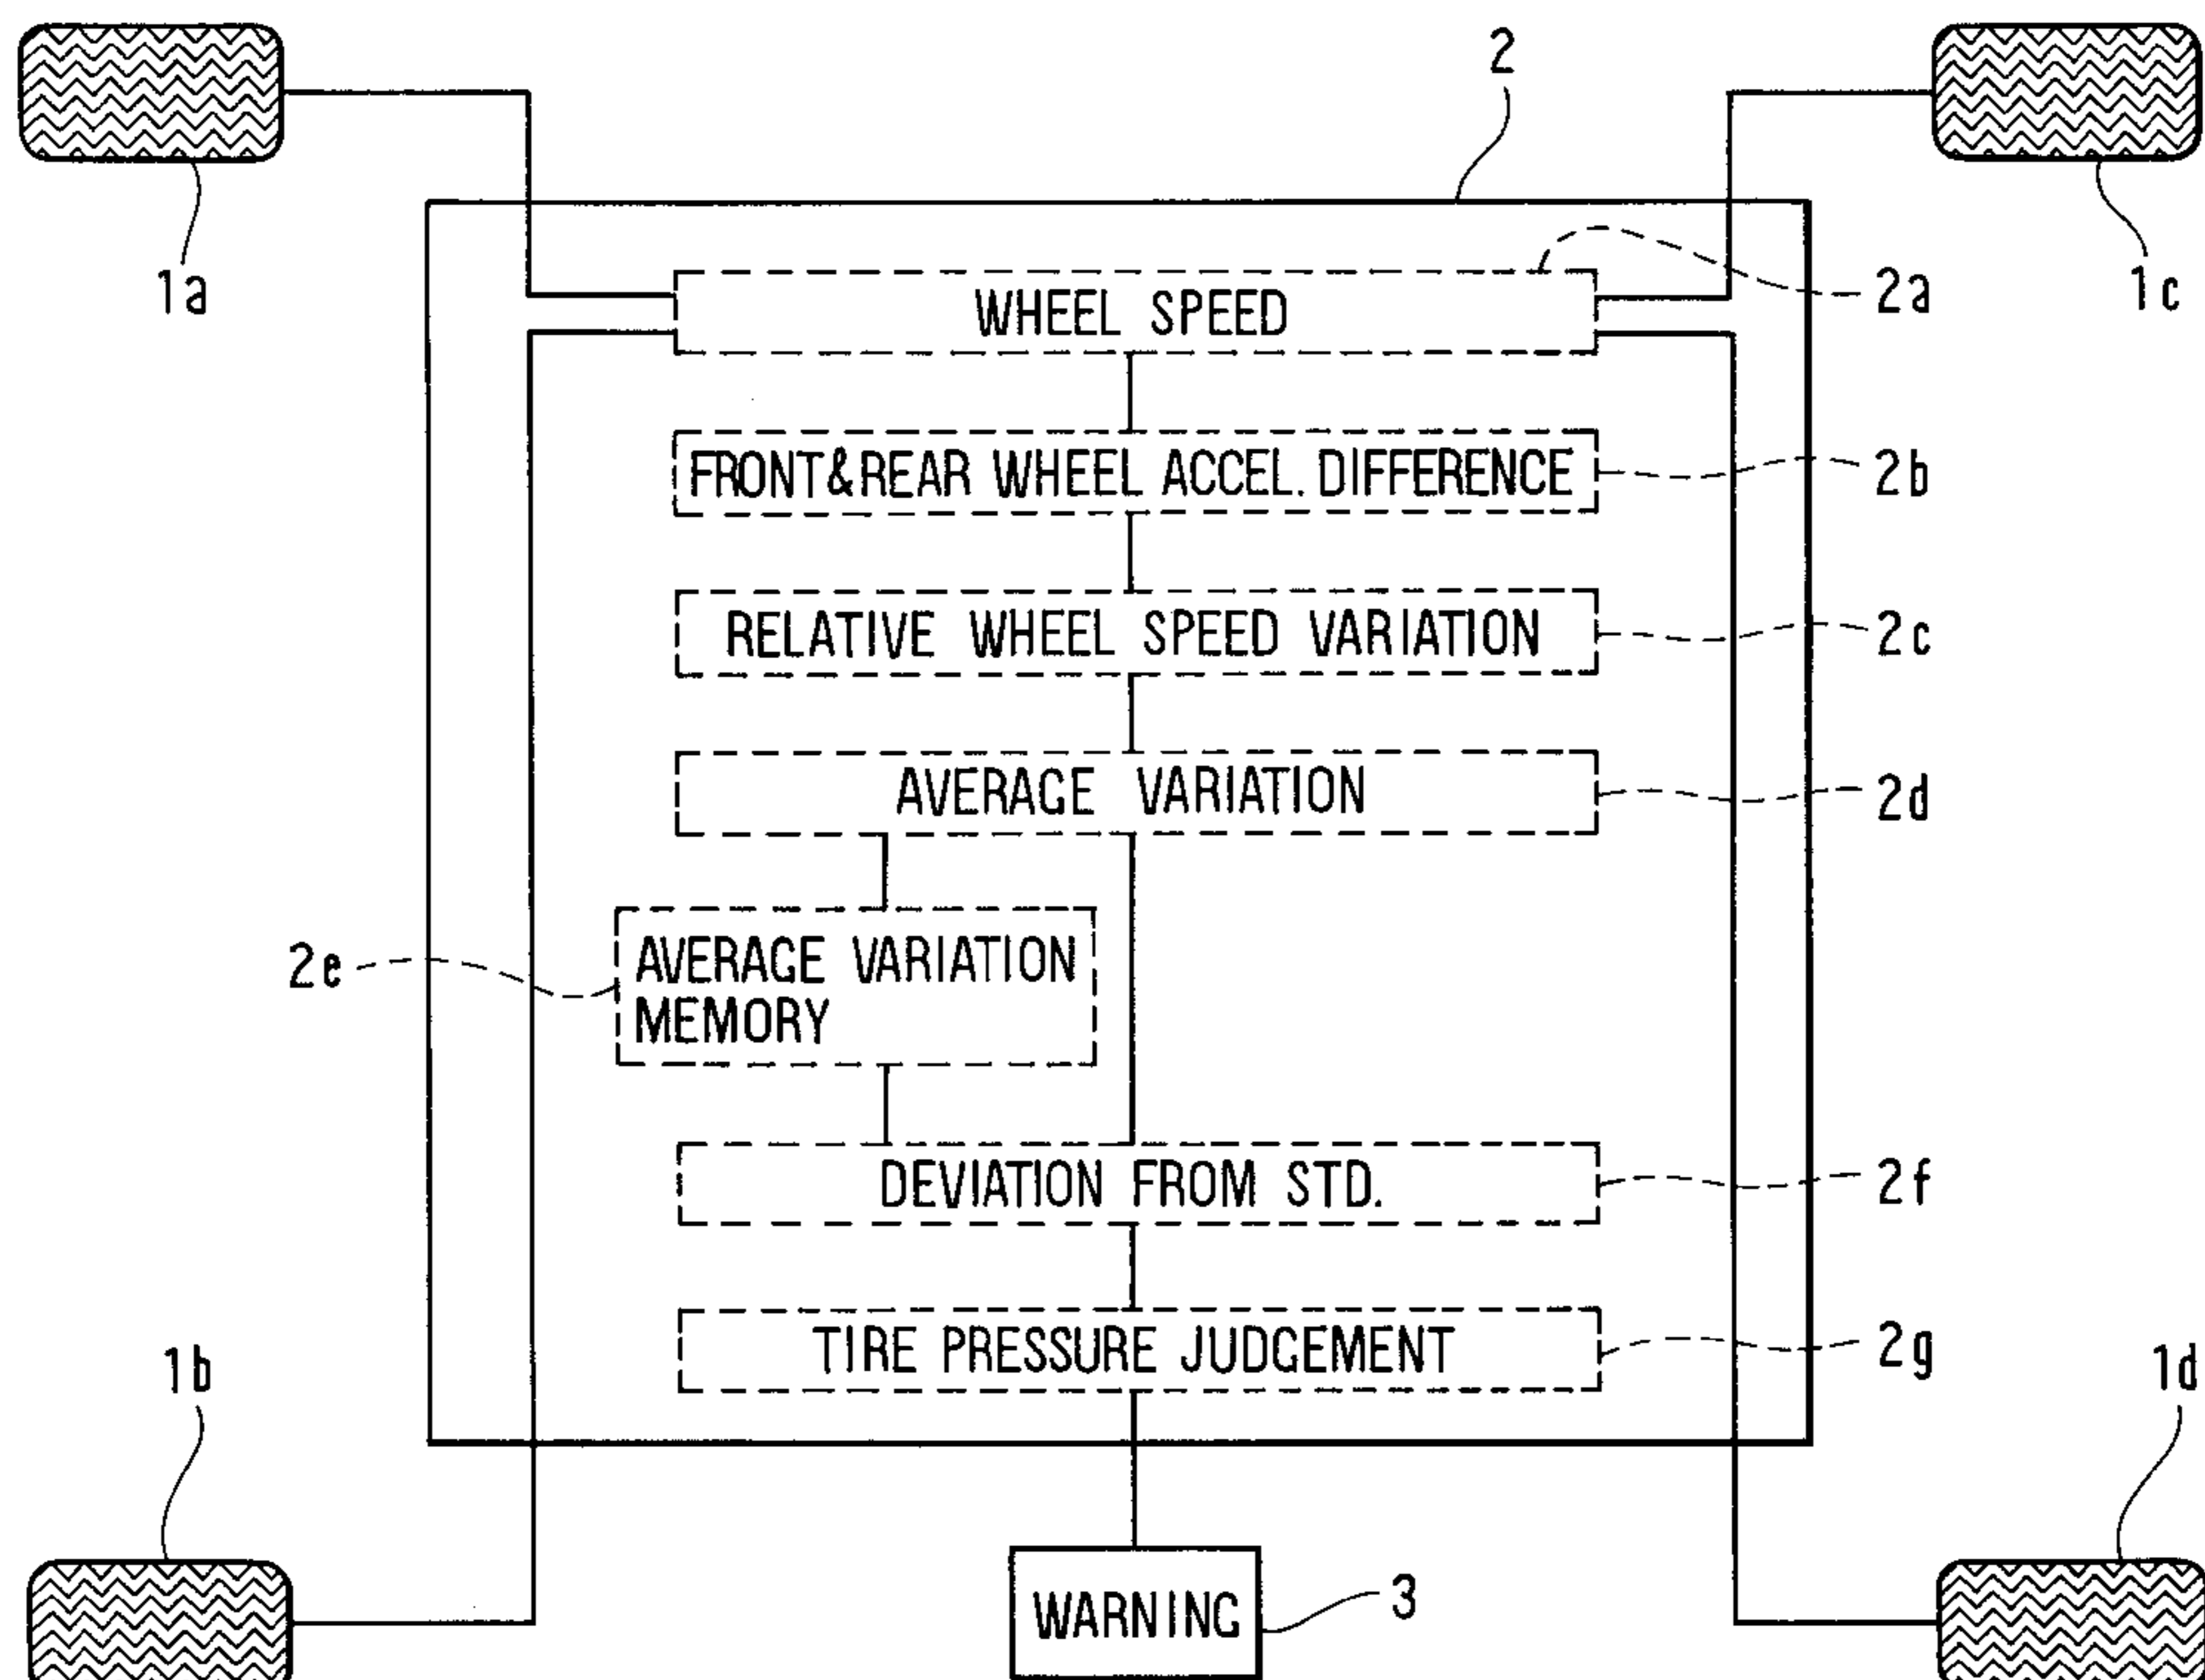 2
1a
1c
WHEEL SPEED
2a
FRONT&REAR WHEEL ACCEL. DIFFERENCE
2b
RELATIVE WHEEL SPEED VARIATION
2c
AVERAGE VARIATION
2d
2e
AVERAGE VARIATION
MEMORY
DEVIATION FROM STD.
2f
TIRE PRESSURE JUDGEMENT
2g
1b
1d
WARNING
3